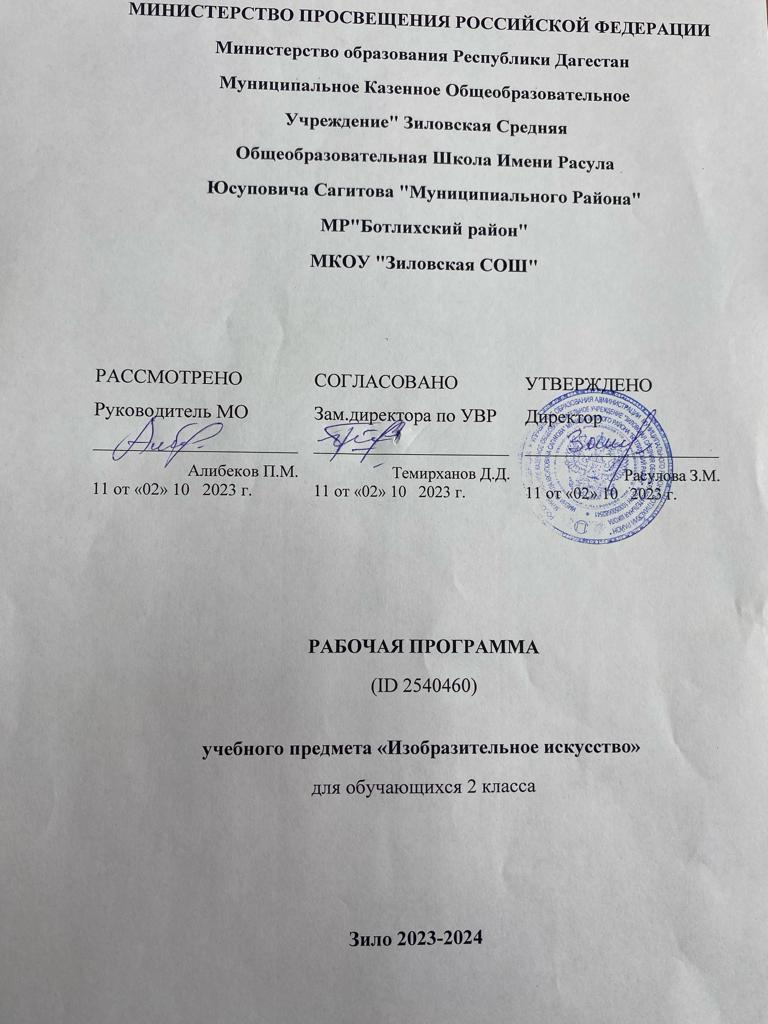 МИНИСТЕРСТВО ПРОСВЕЩЕНИЯ РОССИЙСКОЙ ФЕДЕРАЦИИ
Министерство образования Республики Дагестан
Муниципальное Казенное Общеобразовательное
Учреждение" Зиловская Средняя
Общеобразовательная Школа Имени Расула
Юсуповича Сагитова "Муниципиального Района"
МР"Ботлихский район"
МКОУ "Зиловская СОШ"
РАССМОТРЕНО СОГЛАСОВАНО УТВЕРЖДЕНО
Руководитель МО Зам.директора по УВР Директор
Алибеков П.М. Темирханов Д.Д. Расулова З.М.
11 от «02» 10 2023 г. 11 от «02» 10 2023 г. 11 от «02» 10 2023 г.
РАБОЧАЯ ПРОГРАММА
(ID 2540460)
учебного предмета «Изобразительное искусство»
для обучающихся 2 класса
Зило 2023-2024